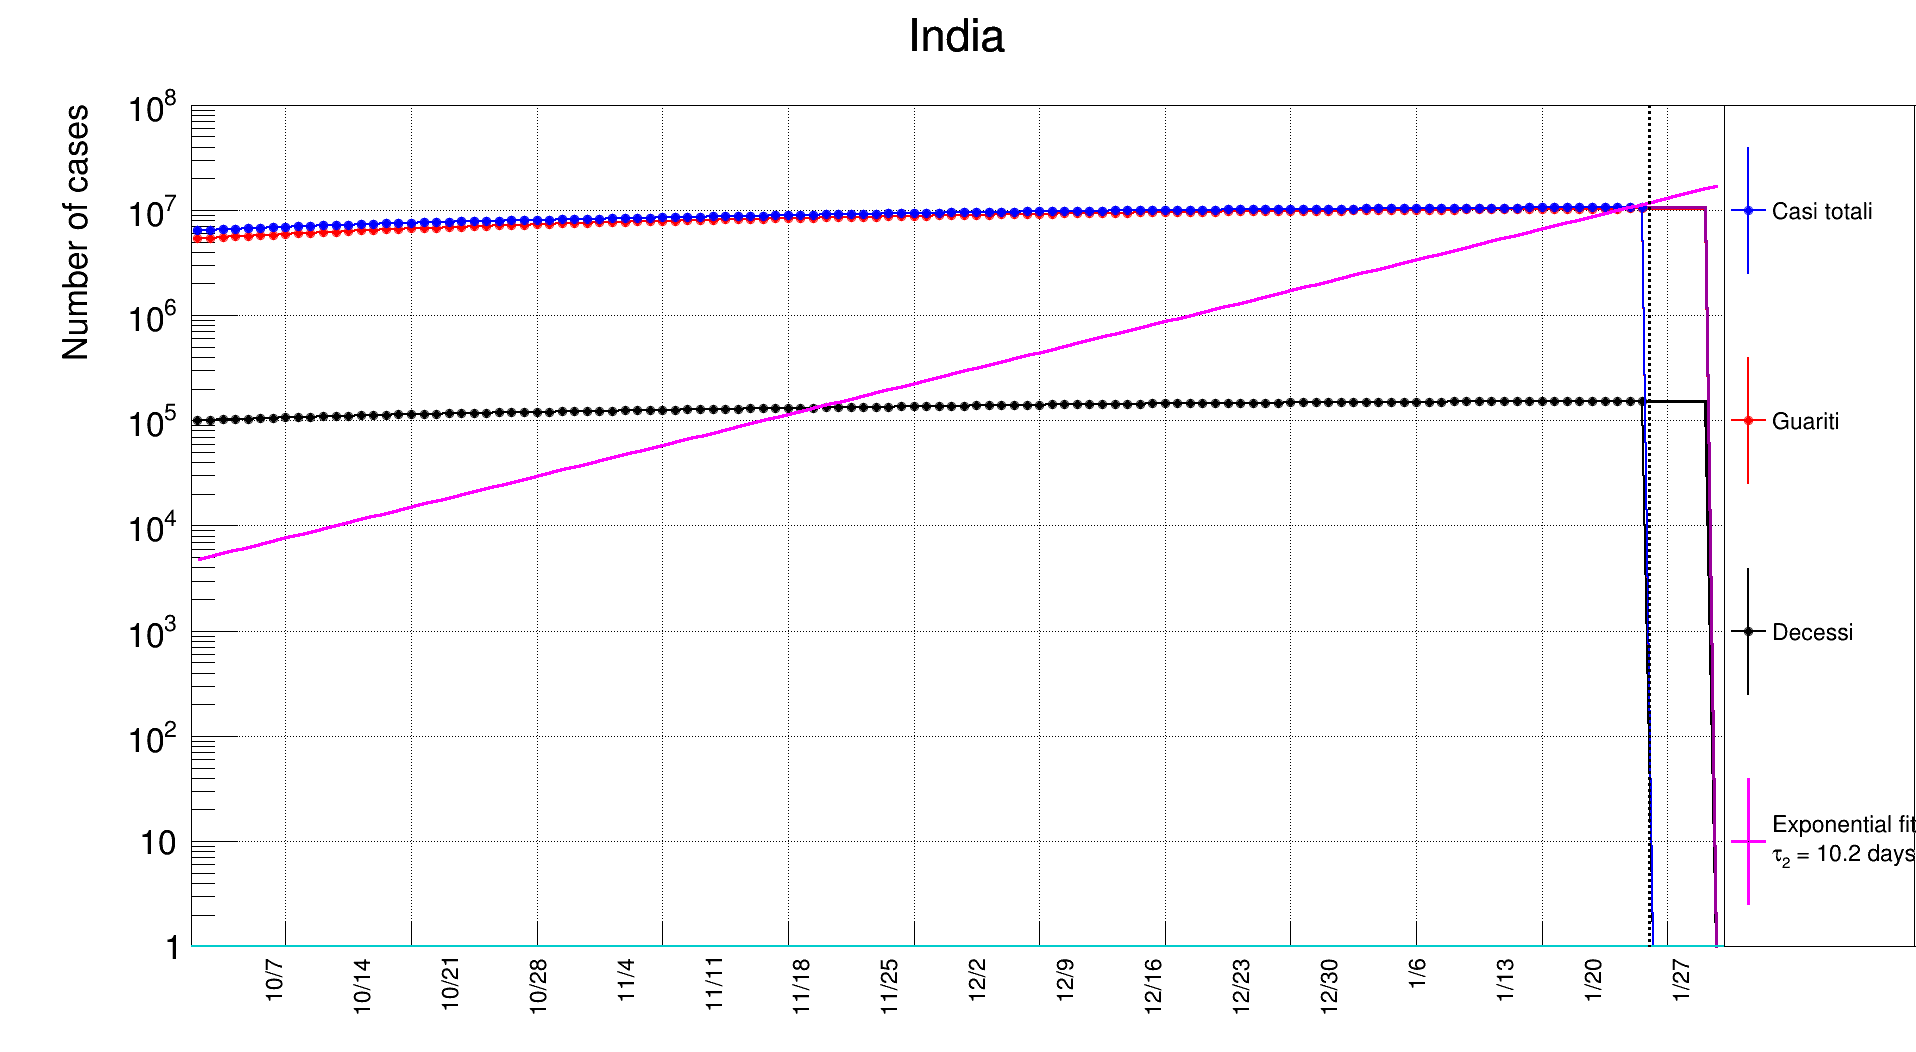 India
Number of cases
10^8
10^7
10^6
10^5
10^4
10^3
10^2
10
1
10/7 10/14 10/21 10/28 11/4 11/11 11/18 11/25 12/2 12/9 12/16 12/23 12/30 1/6 1/13 1/20 1/27
Casi totali
Guariti
Decessi
Exponential fit
τ₂ = 10.2 days